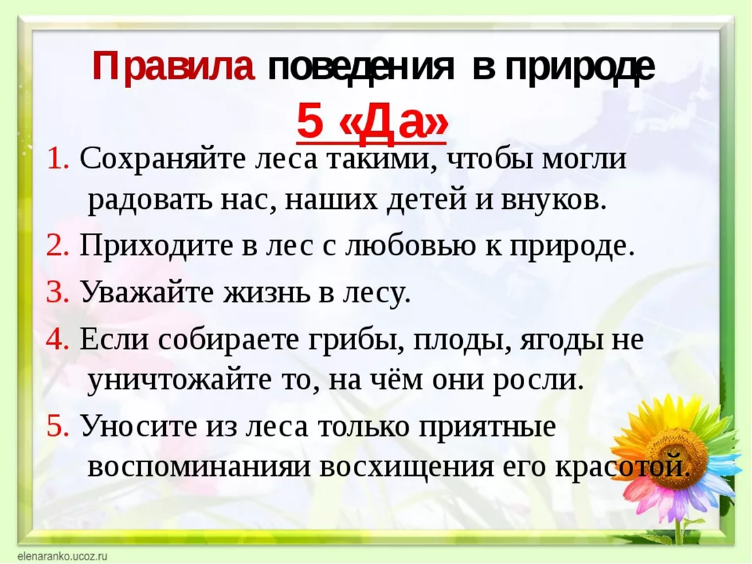 Правила поведения в природе
5 «Да»
1. Сохраняйте леса такими, чтобы могли
радовать нас, наших детей и внуков.
2. Приходите в лес с любовью к природе.
3. Уважайте жизнь в лесу.
4. Если собираете грибы, плоды, ягоды не
уничтожайте то, на чём они росли.
5. Уносите из леса только приятные
воспоминанияи восхищения его красотой.
elenaranko.ucoz.ru